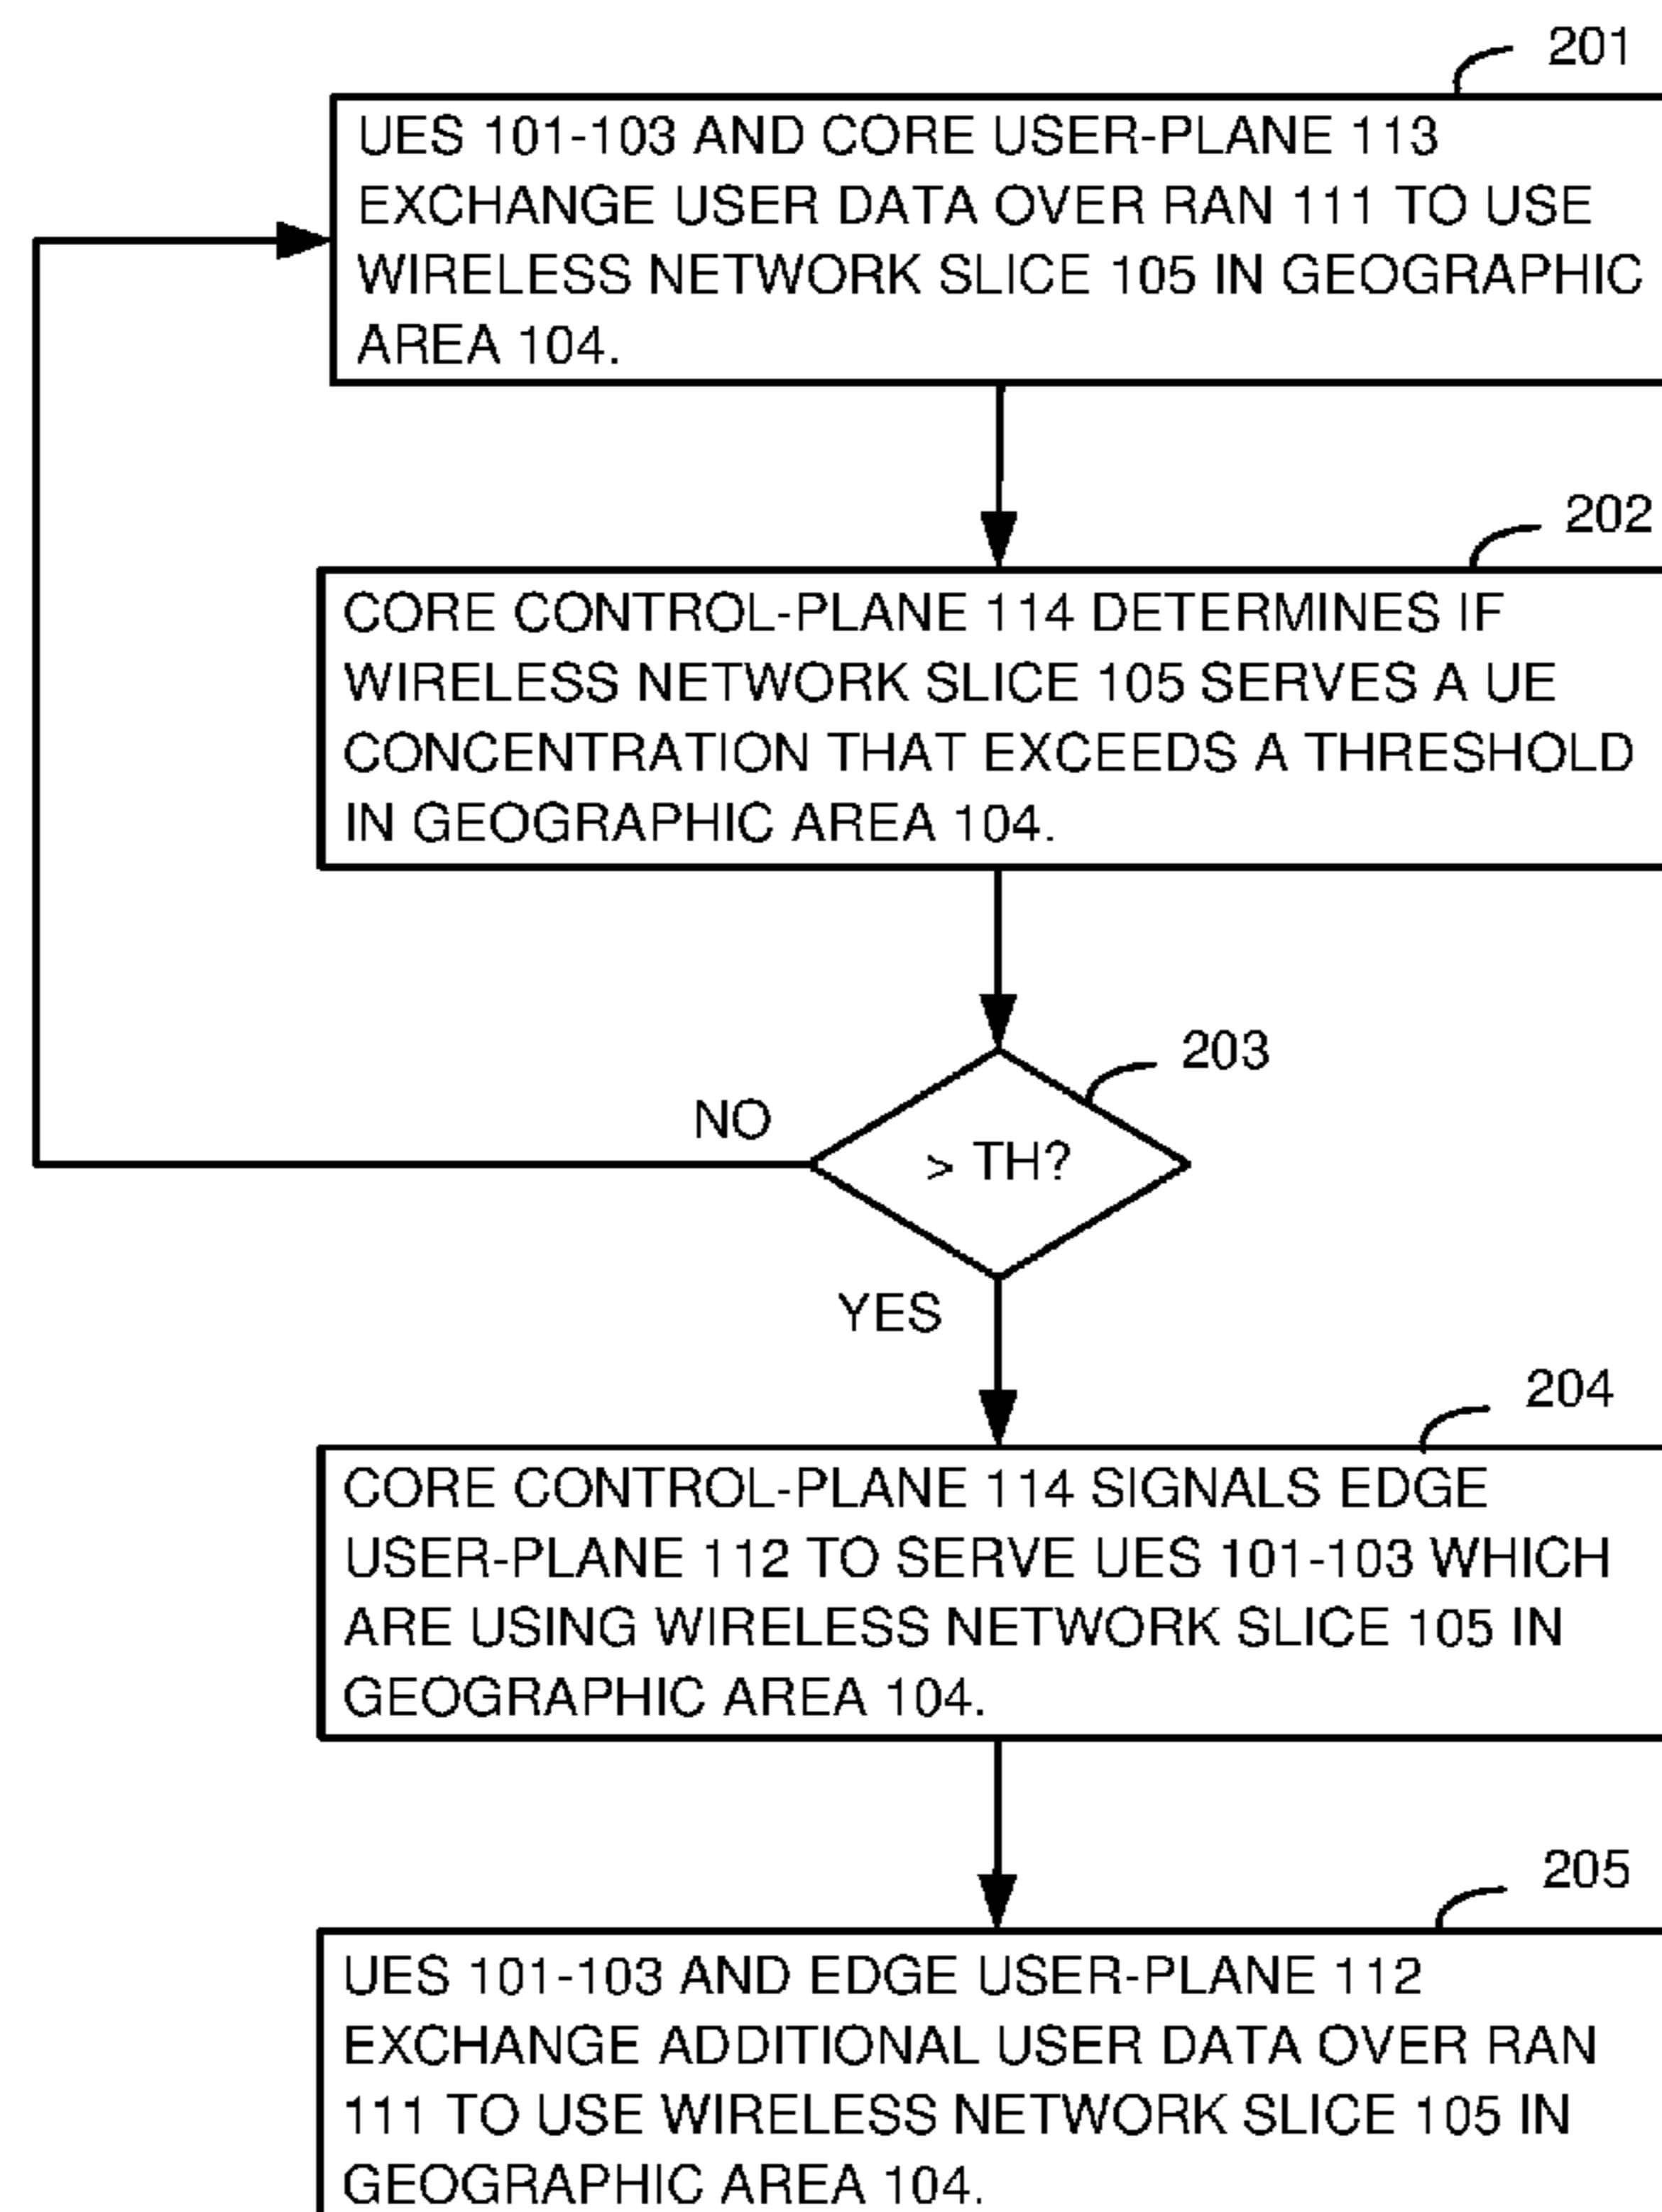 201
UES 101-103 AND CORE USER-PLANE 113
EXCHANGE USER DATA OVER RAN 111 TO USE
WIRELESS NETWORK SLICE 105 IN GEOGRAPHIC
AREA 104.
202
CORE CONTROL-PLANE 114 DETERMINES IF
WIRELESS NETWORK SLICE 105 SERVES A UE
CONCENTRATION THAT EXCEEDS A THRESHOLD
IN GEOGRAPHIC AREA 104.
203
NO
> TH?
YES
204
CORE CONTROL-PLANE 114 SIGNALS EDGE
USER-PLANE 112 TO SERVE UES 101-103 WHICH
ARE USING WIRELESS NETWORK SLICE 105 IN
GEOGRAPHIC AREA 104.
205
UES 101-103 AND EDGE USER-PLANE 112
EXCHANGE ADDITIONAL USER DATA OVER RAN
111 TO USE WIRELESS NETWORK SLICE 105 IN
GEOGRAPHIC AREA 104.